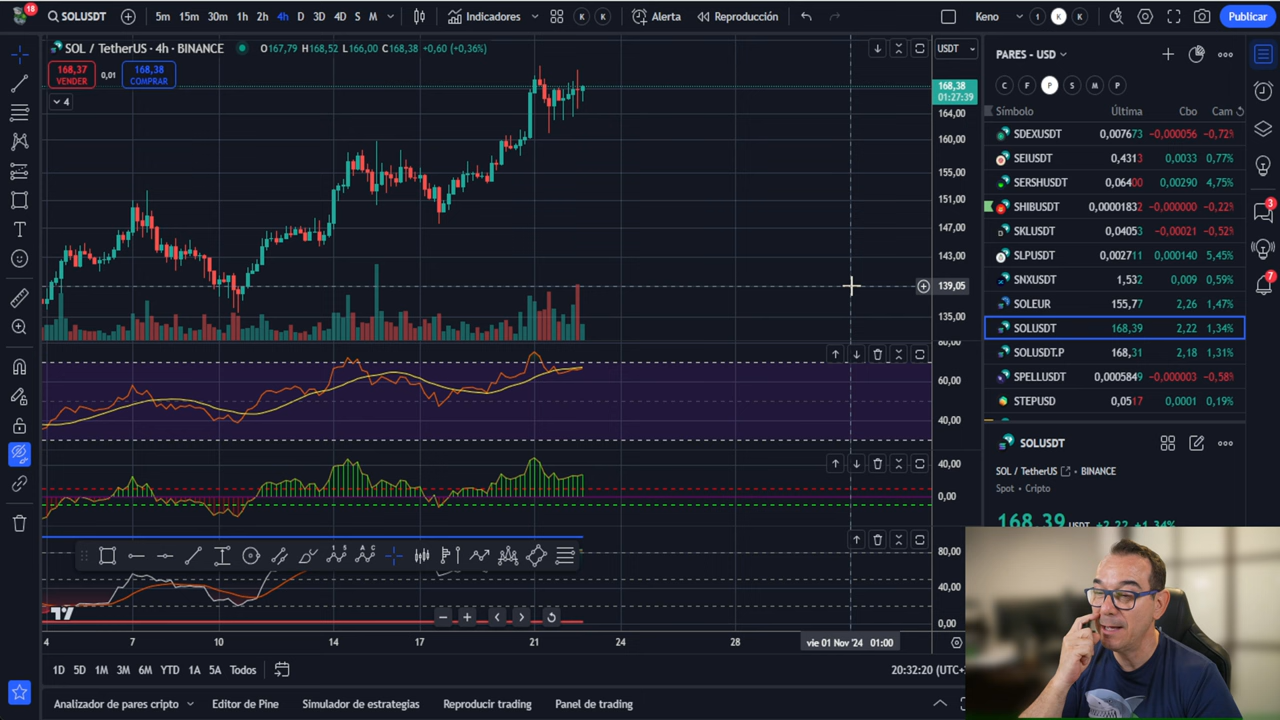 18
SOLUSDT
5m 15m 30m 1h 2h 4h D 3D 4D S M
Indicadores
K K
Alerta
Reproducción
Keno
1 K K
Publicar
SOL / TetherUS · 4h · BINANCE
O167,79 H168,52 L166,00 C168,38 +0,60 (+0,36%)
USDT
168,37
VENDER
0,01
168,38
COMPRAR
4
168,38
01:27:39
164,00
160,00
155,00
151,00
147,00
143,00
139,05
135,00
80,00
60,00
40,00
40,00
0,00
80,00
40,00
0,00
4 7 10 14 17 21 24 28
vie 01 Nov '24 01:00
1D 5D 1M 3M 6M YTD 1A 5A Todos
20:32:20 (UTC+
Analizador de pares cripto
Editor de Pine
Simulador de estrategias
Reproducir trading
Panel de trading
PARES - USD
C F P S M P
Símbolo Última Cbo Cam
SDEXUSDT 0,007673 −0,000056 −0,72%
SEIUSDT 0,4313 0,0033 0,77%
SERSHUSDT 0,06400 0,00290 4,75%
SHIBUSDT 0,00001832 −0,000000 −0,22%
SKLUSDT 0,04053 −0,00021 −0,52%
SLPUSDT 0,002711 0,000140 5,45%
SNXUSDT 1,532 0,009 0,59%
SOLEUR 155,77 2,26 1,47%
SOLUSDT 168,39 2,22 1,34%
SOLUSDT.P 168,31 2,18 1,31%
SPELLUSDT 0,0005849 −0,000003 −0,58%
STEPUSD 0,0517 0,0001 0,19%
SOLUSDT
SOL / TetherUS · BINANCE
Spot · Cripto
168,39 USDT +2,22 +1,34%
3
7